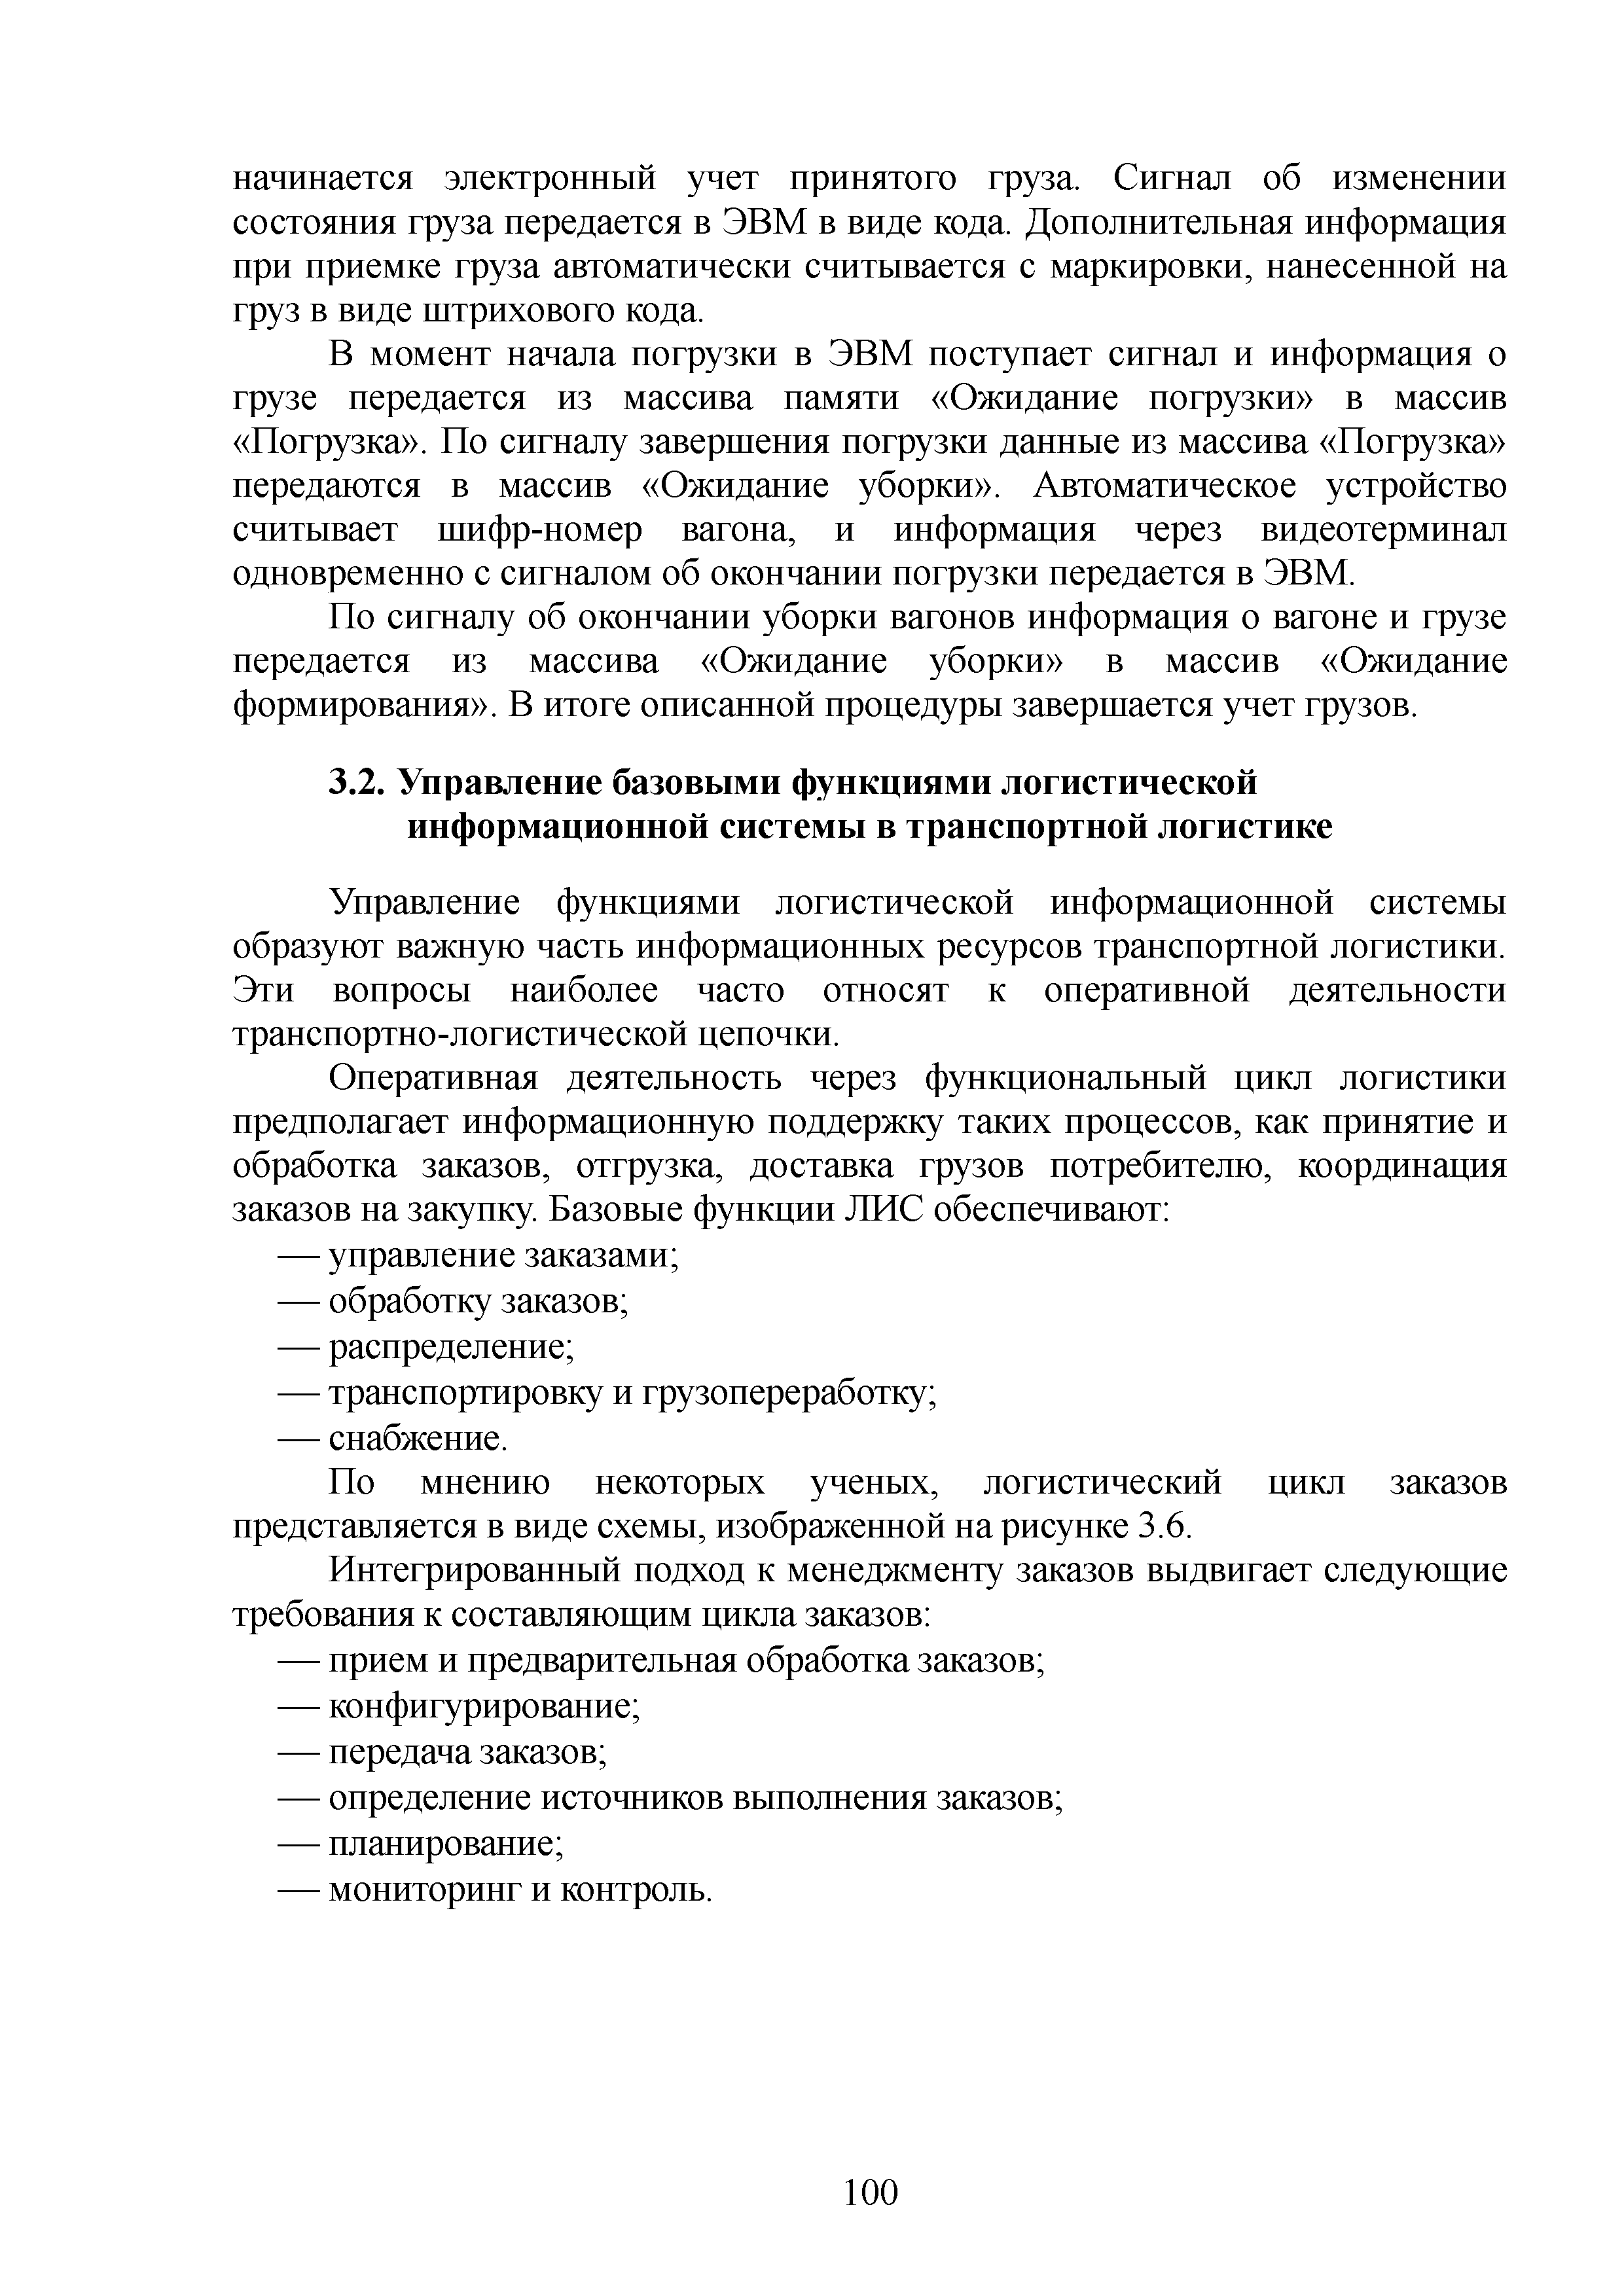 начинается электронный учет принятого груза. Сигнал об изменении
состояния груза передается в ЭВМ в виде кода. Дополнительная информация
при приемке груза автоматически считывается с маркировки, нанесенной на
груз в виде штрихового кода.
В момент начала погрузки в ЭВМ поступает сигнал и информация о
грузе передается из массива памяти «Ожидание погрузки» в массив
«Погрузка». По сигналу завершения погрузки данные из массива «Погрузка»
передаются в массив «Ожидание уборки». Автоматическое устройство
считывает шифр-номер вагона, и информация через видеотерминал
одновременно с сигналом об окончании погрузки передается в ЭВМ.
По сигналу об окончании уборки вагонов информация о вагоне и грузе
передается из массива «Ожидание уборки» в массив «Ожидание
формирования». В итоге описанной процедуры завершается учет грузов.
3.2. Управление базовыми функциями логистической
информационной системы в транспортной логистике
Управление функциями логистической информационной системы
образуют важную часть информационных ресурсов транспортной логистики.
Эти вопросы наиболее часто относят к оперативной деятельности
транспортно-логистической цепочки.
Оперативная деятельность через функциональный цикл логистики
предполагает информационную поддержку таких процессов, как принятие и
обработка заказов, отгрузка, доставка грузов потребителю, координация
заказов на закупку. Базовые функции ЛИС обеспечивают:
— управление заказами;
— обработку заказов;
— распределение;
— транспортировку и грузопереработку;
— снабжение.
По мнению некоторых ученых, логистический цикл заказов
представляется в виде схемы, изображенной на рисунке 3.6.
Интегрированный подход к менеджменту заказов выдвигает следующие
требования к составляющим цикла заказов:
— прием и предварительная обработка заказов;
— конфигурирование;
— передача заказов;
— определение источников выполнения заказов;
— планирование;
— мониторинг и контроль.
100